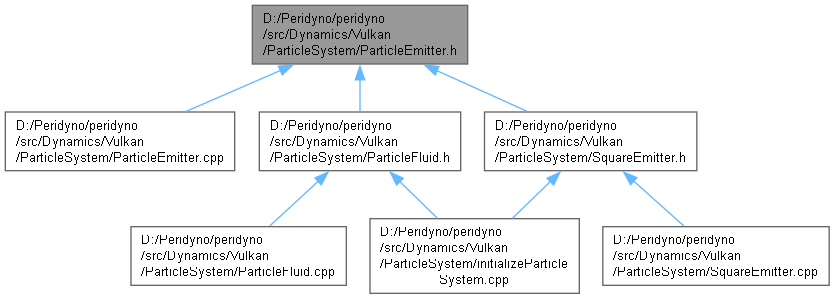 D:/Peridyno/peridyno
/src/Dynamics/Vulkan
/ParticleSystem/ParticleEmitter.h
D:/Peridyno/peridyno
/src/Dynamics/Vulkan
/ParticleSystem/ParticleEmitter.cpp
D:/Peridyno/peridyno
/src/Dynamics/Vulkan
/ParticleSystem/ParticleFluid.h
D:/Peridyno/peridyno
/src/Dynamics/Vulkan
/ParticleSystem/SquareEmitter.h
D:/Peridyno/peridyno
/src/Dynamics/Vulkan
/ParticleSystem/ParticleFluid.cpp
D:/Peridyno/peridyno
/src/Dynamics/Vulkan
/ParticleSystem/initializeParticle
System.cpp
D:/Peridyno/peridyno
/src/Dynamics/Vulkan
/ParticleSystem/SquareEmitter.cpp